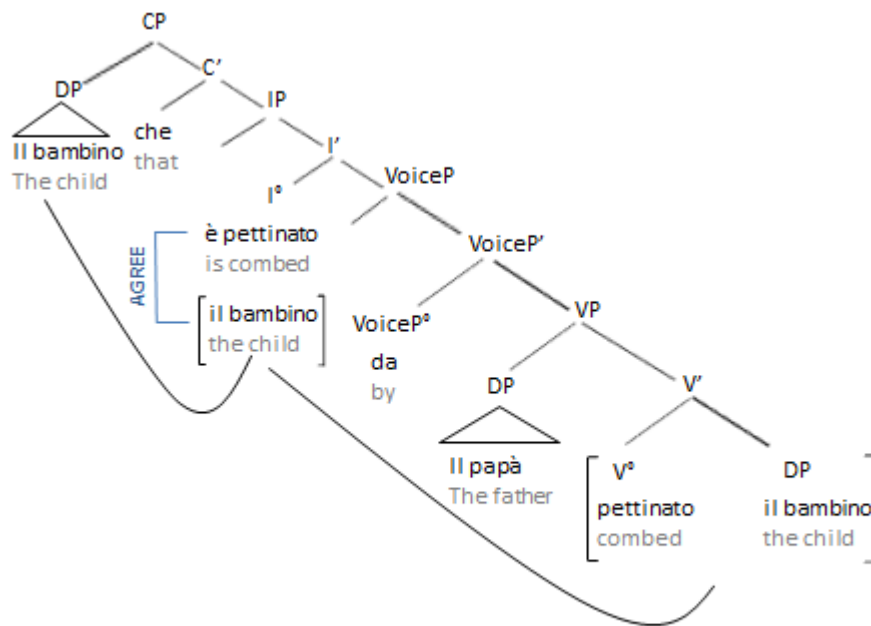 CP
DP
C'
IP
Il bambino
The child
che
that
I'
I°
VoiceP
AGREE
è pettinato
is combed
VoiceP'
il bambino
the child
VoiceP°
da
by
VP
DP
V'
Il papà
The father
V°
pettinato
combed
DP
il bambino
the child